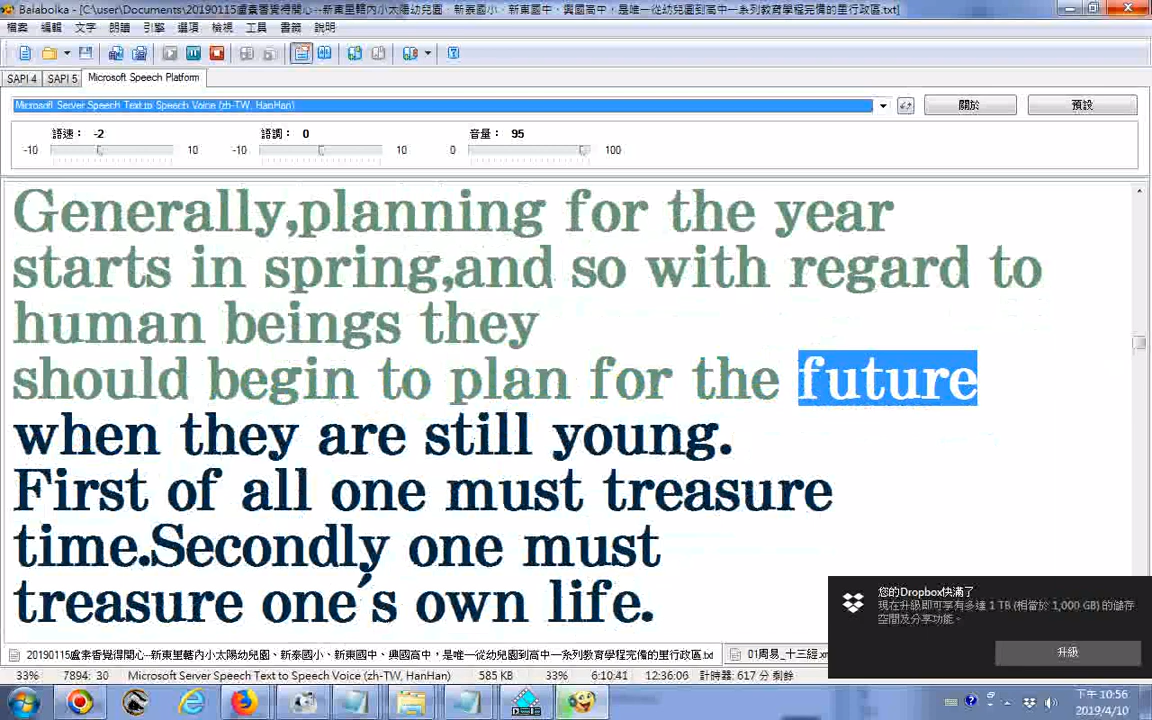 Balabolka - [C:\user\Documents\20190115盧素香覺得開心--新東里轄內小太陽幼兒園、新泰國小、新東國中、興國高中，是唯一從幼兒園到高中一系列教育學程完備的里行政區.txt]
檔案 編輯 文字 朗讀 引擎 選項 檢視 工具 書籤 說明
SAPI 4 SAPI 5 Microsoft Speech Platform
Microsoft Server Speech Text to Speech Voice (zh-TW, HanHan) 關於 預設
語速： -2 語調： 0 音量： 95
-10 10 -10 10 0 100
Generally,planning for the year
starts in spring,and so with regard to
human beings they
should begin to plan for the future
when they are still young.
First of all one must treasure
time.Secondly one must
treasure one´s own life.
您的Dropbox快滿了
現在升級即可享有多達 1 TB (相當於 1,000 GB) 的儲存
空間及分享功能。
升級
20190115盧素香覺得開心--新東里轄內小太陽幼兒園、新泰國小、新東國中、興國高中，是唯一從幼兒園到高中一系列教育學程完備的里行政區.txt 01周易_十三經
33% 7894: 30 Microsoft Server Speech Text to Speech Voice (zh-TW, HanHan) 585 KB 33% 6:10:41 12:36:06 計時器: 617 分 剩餘
下午 10:56
2019/4/10